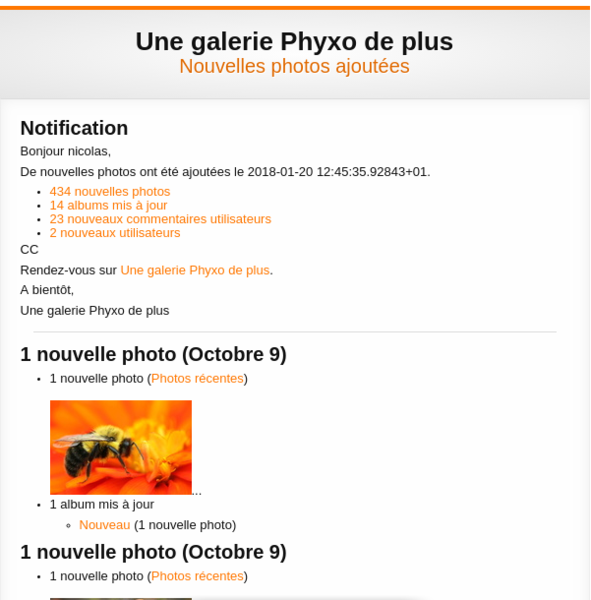 Une galerie Phyxo de plus
Nouvelles photos ajoutées
Notification
Bonjour nicolas,
De nouvelles photos ont été ajoutées le 2018-01-20 12:45:35.92843+01.
434 nouvelles photos
14 albums mis à jour
23 nouveaux commentaires utilisateurs
2 nouveaux utilisateurs
CC
Rendez-vous sur Une galerie Phyxo de plus.
A bientôt,
Une galerie Phyxo de plus
1 nouvelle photo (Octobre 9)
1 nouvelle photo (Photos récentes)
...
1 album mis à jour
Nouveau (1 nouvelle photo)
1 nouvelle photo (Octobre 9)
1 nouvelle photo (Photos récentes)